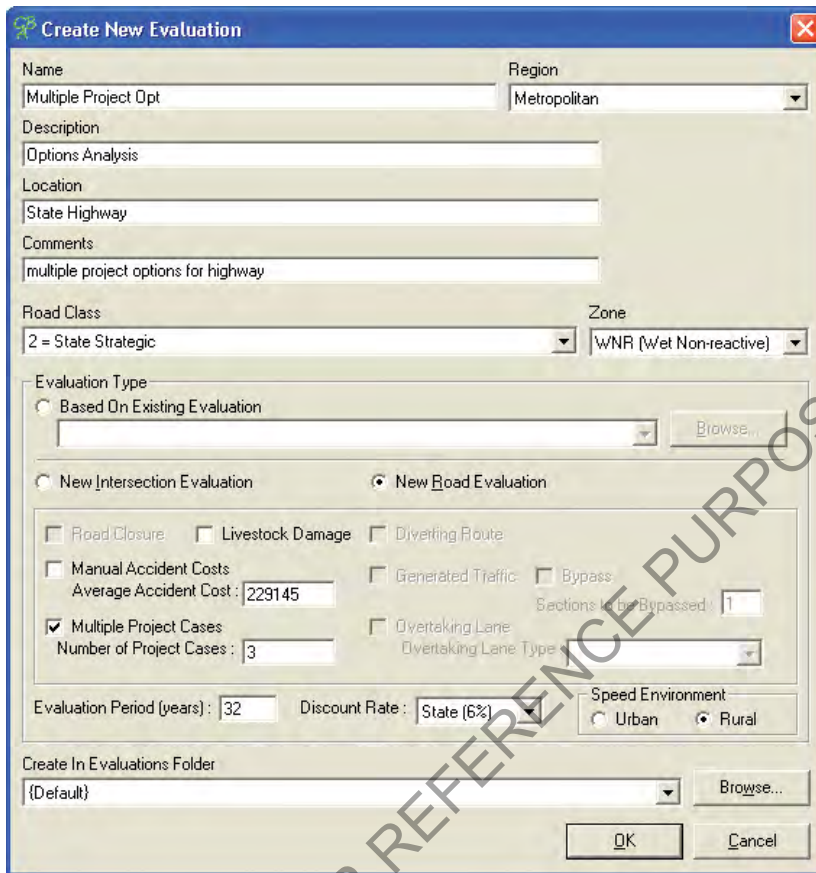 CBA
Create New Evaluation
Name
Region
Multiple Project Opt
Metropolitan
Description
Options Analysis
Location
State Highway
Comments
multiple project options for highway
Road Class
Zone
2 = State Strategic
WNR (Wet Non-reactive)
Evaluation Type
Based On Existing Evaluation
Browse...
New Intersection Evaluation
New Road Evaluation
Road Closure
Livestock Damage
Diverting Route
Manual Accident Costs
Average Accident Cost : 229145
Generated Traffic
Bypass
Sections to be Bypassed : 1
Multiple Project Cases
Number of Project Cases : 3
Overtaking Lane
Overtaking Lane Type
Evaluation Period (years) : 32
Discount Rate : State (6%)
Speed Environment
Urban
Rural
Create In Evaluations Folder
{Default}
Browse...
OK
Cancel
REFERENCE